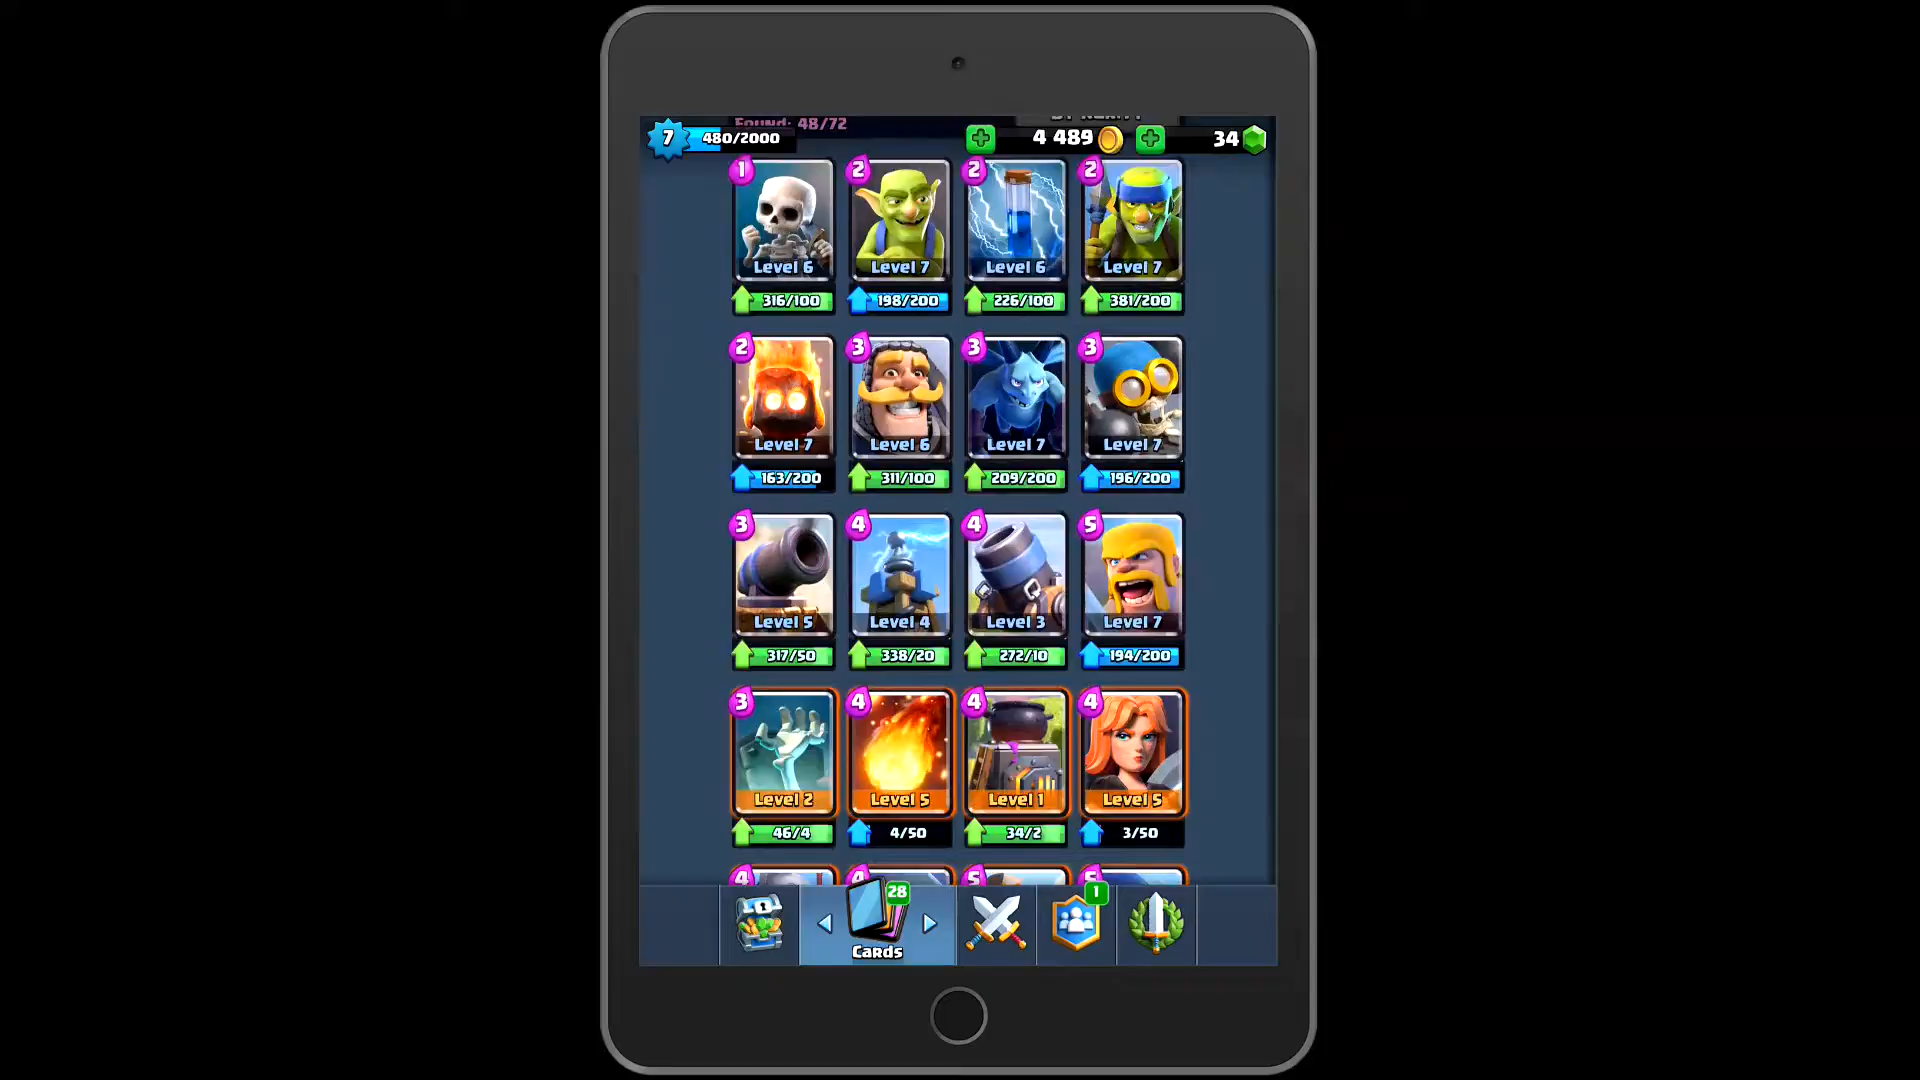 Found: 48/72
7 480/2000 4 489 34
1 2 2 2
Level 6 Level 7 Level 6 Level 7
316/100 198/200 226/100 381/200
2 3 3 3
Level 7 Level 6 Level 7 Level 7
163/200 311/100 209/200 196/200
3 4 4 5
Level 5 Level 4 Level 3 Level 7
317/50 338/20 272/10 194/200
3 4 4 4
Level 2 Level 5 Level 1 Level 5
46/4 4/50 34/2 3/50
4 4 5 5
28 1
Cards